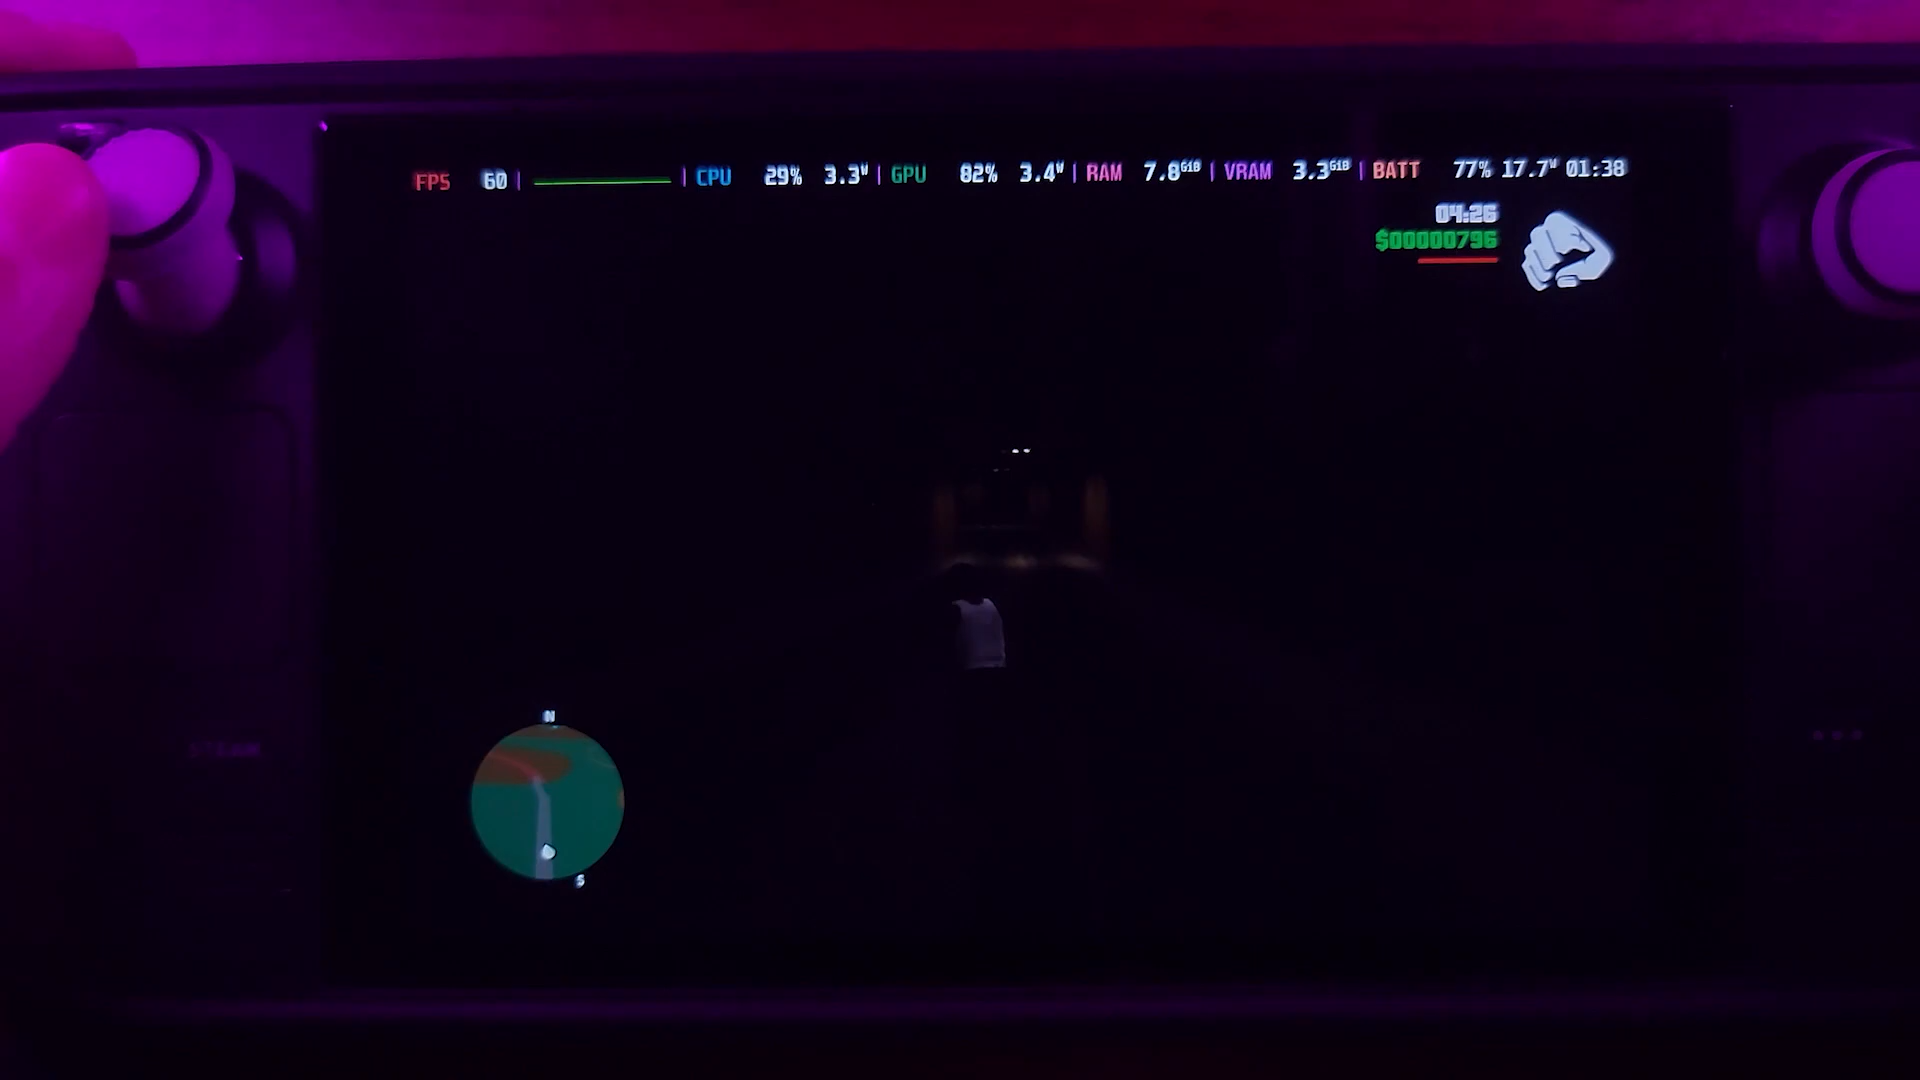 FPS 60 | | CPU 29% 3.3W | GPU 82% 3.4W | RAM 7.8GiB | VRAM 3.3GiB | BATT 77% 17.7W 01:38
04:26
$00000796
N
S
STEAM